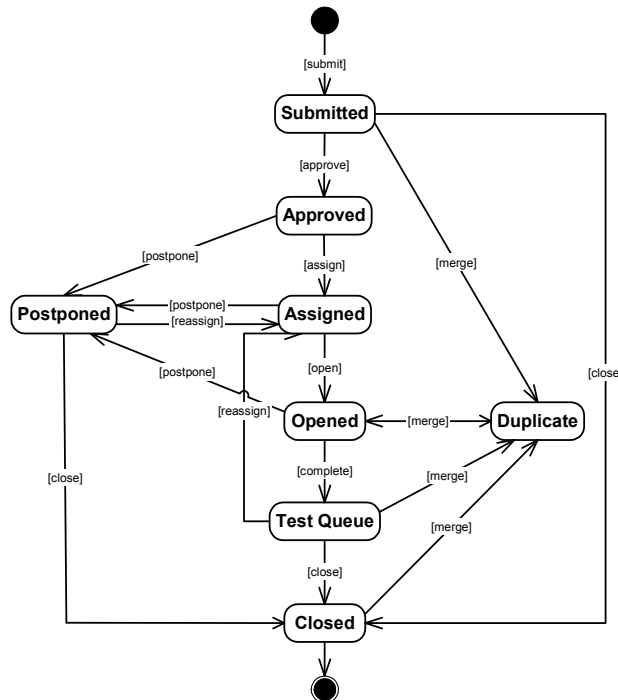 [submit]
Submitted
[approve]
Approved
[postpone]
[assign]
[merge]
Postponed
[postpone]
[reassign]
Assigned
[postpone]
[open]
[close]
[reassign]
Opened
[merge]
Duplicate
[close]
[complete]
[merge]
Test Queue
[merge]
[close]
Closed